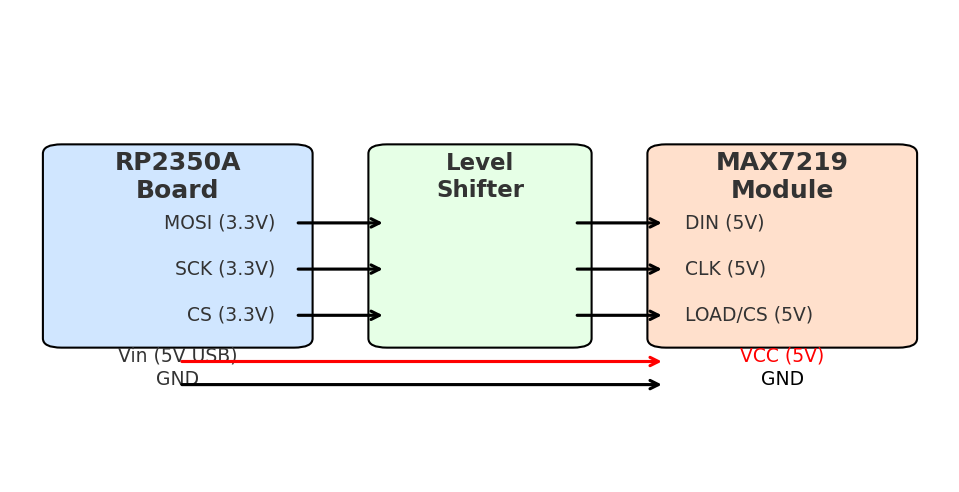 RP2350A
Board
MOSI (3.3V)
SCK (3.3V)
CS (3.3V)
Vin (5V USB)
GND
Level
Shifter
MAX7219
Module
DIN (5V)
CLK (5V)
LOAD/CS (5V)
VCC (5V)
GND